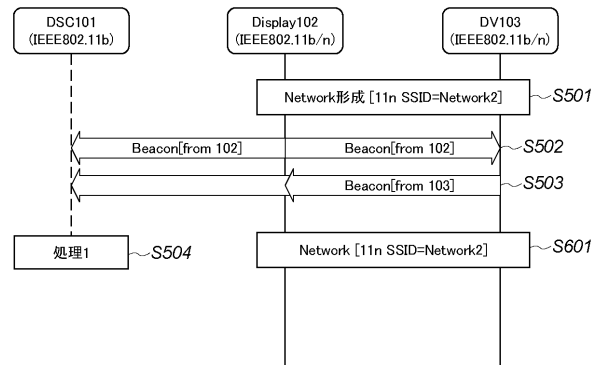 DSC101
(IEEE802.11b)
Display102
(IEEE802.11b/n)
DV103
(IEEE802.11b/n)
Network形成 [11n SSID=Network2]
S501
Beacon[from 102]
Beacon[from 102]
S502
Beacon[from 103]
S503
処理1
S504
Network [11n SSID=Network2]
S601